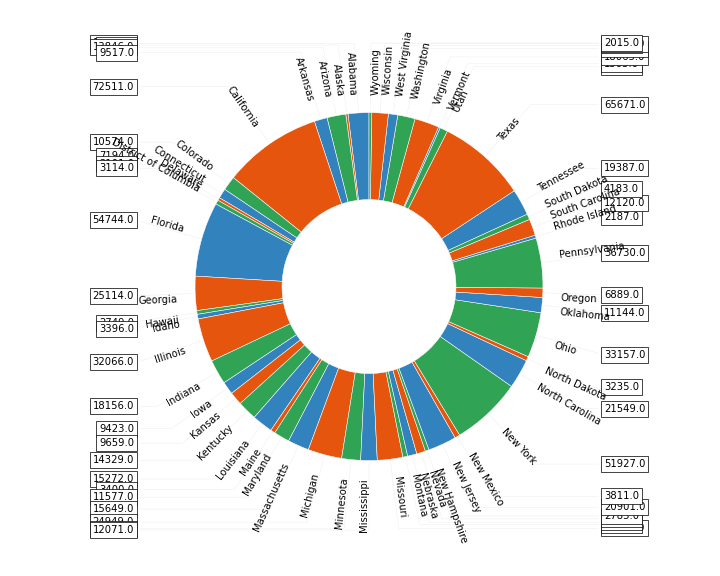 9517.0
72511.0
10574.0
3114.0
54744.0
25114.0
3396.0
32066.0
18156.0
9423.0
9659.0
14329.0
15272.0
11577.0
15649.0
12071.0
Alabama
Alaska
Arizona
Arkansas
California
Colorado
Connecticut
Delaware
District of Columbia
Florida
Georgia
Hawaii
Idaho
Illinois
Indiana
Iowa
Kansas
Kentucky
Louisiana
Maine
Maryland
Massachusetts
Michigan
Minnesota
Mississippi
Missouri
Montana
Nebraska
Nevada
New Hampshire
New Jersey
New Mexico
New York
North Carolina
North Dakota
Ohio
Oklahoma
Oregon
Pennsylvania
Rhode Island
South Carolina
South Dakota
Tennessee
Texas
Utah
Vermont
Virginia
Washington
West Virginia
Wisconsin
Wyoming
2015.0
65671.0
19387.0
4183.0
12120.0
2187.0
36730.0
6889.0
11144.0
33157.0
3235.0
21549.0
51927.0
3811.0
20901.0